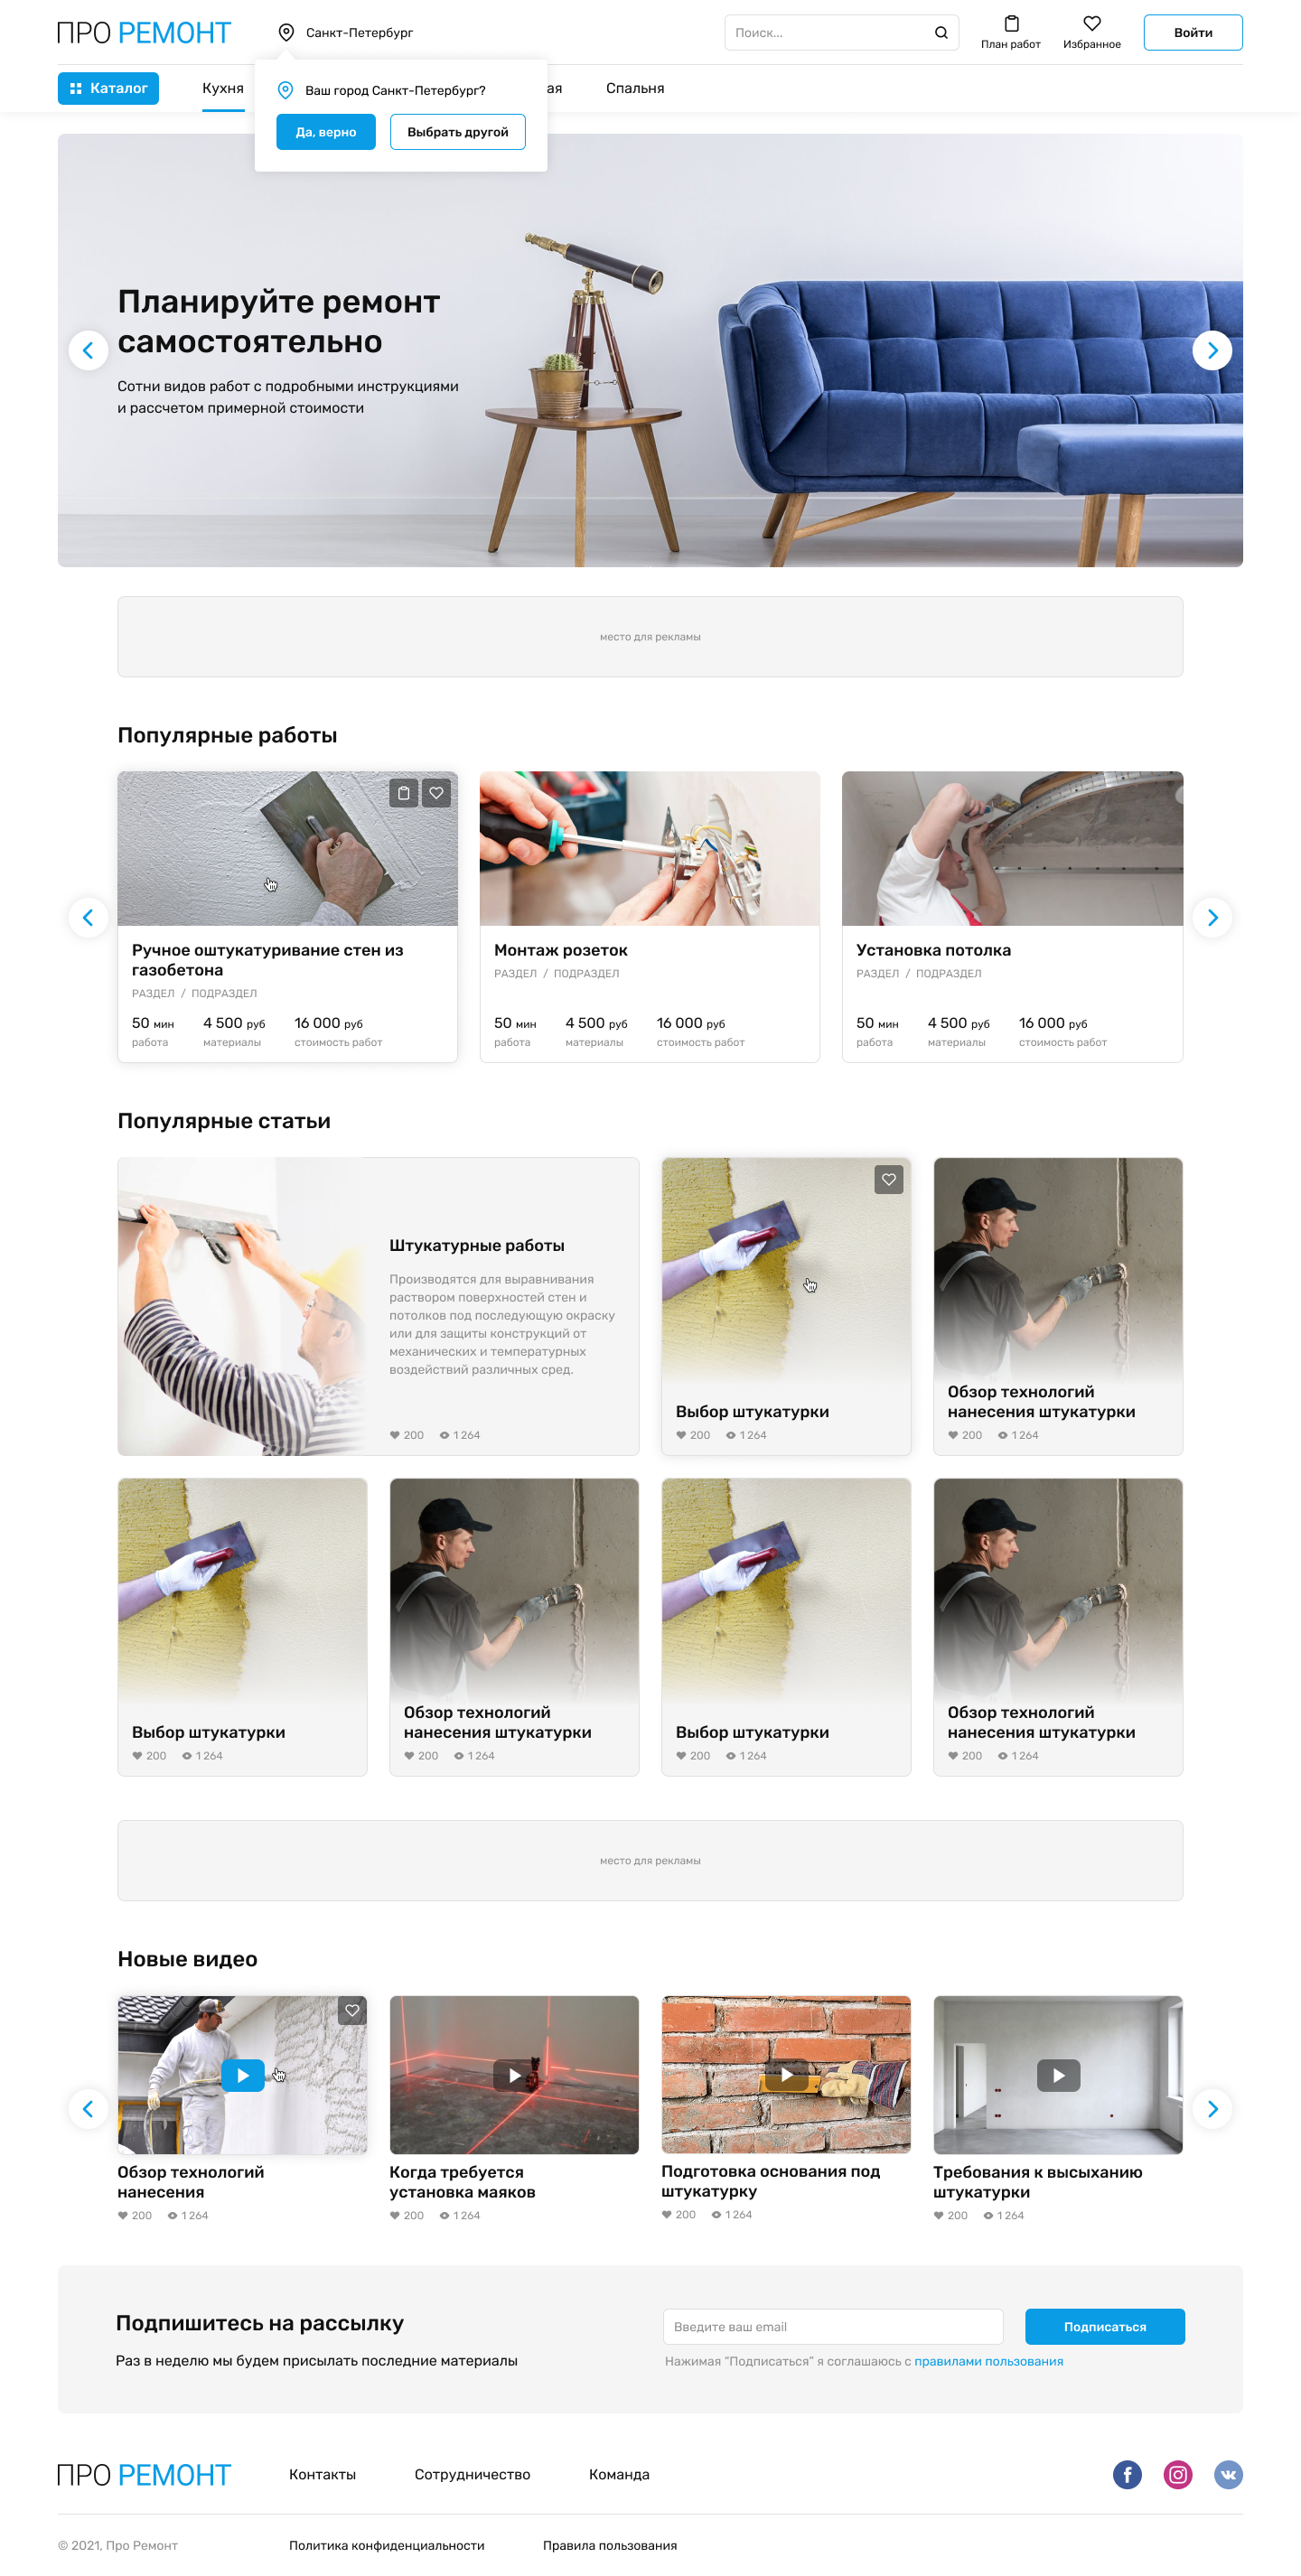 ПРО РЕМОНТ
Санкт-Петербург
Поиск...
План работ
Избранное
Войти
Каталог
Кухня
ая
Спальня
Ваш город Санкт-Петербург?
Да, верно
Выбрать другой
Планируйте ремонт
самостоятельно
Сотни видов работ с подробными инструкциями
и рассчетом примерной стоимости
место для рекламы
Популярные работы
Ручное оштукатуривание стен из
газобетона
РАЗДЕЛ / ПОДРАЗДЕЛ
50 мин 4 500 руб 16 000 руб
работа материалы стоимость работ
Монтаж розеток
РАЗДЕЛ / ПОДРАЗДЕЛ
50 мин 4 500 руб 16 000 руб
работа материалы стоимость работ
Установка потолка
РАЗДЕЛ / ПОДРАЗДЕЛ
50 мин 4 500 руб 16 000 руб
работа материалы стоимость работ
Популярные статьи
Штукатурные работы
Производятся для выравнивания
раствором поверхностей стен и
потолков под последующую окраску
или для защиты конструкций от
механических и температурных
воздействий различных сред.
200 1 264
Выбор штукатурки
200 1 264
Обзор технологий
нанесения штукатурки
200 1 264
Выбор штукатурки
200 1 264
Обзор технологий
нанесения штукатурки
200 1 264
Выбор штукатурки
200 1 264
Обзор технологий
нанесения штукатурки
200 1 264
место для рекламы
Новые видео
Обзор технологий
нанесения
200 1 264
Когда требуется
установка маяков
200 1 264
Подготовка основания под
штукатурку
200 1 264
Требования к высыханию
штукатурки
200 1 264
Подпишитесь на рассылку
Раз в неделю мы будем присылать последние материалы
Введите ваш email
Подписаться
Нажимая “Подписаться” я соглашаюсь с правилами пользования
ПРО РЕМОНТ
Контакты
Сотрудничество
Команда
© 2021, Про Ремонт
Политика конфиденциальности
Правила пользования